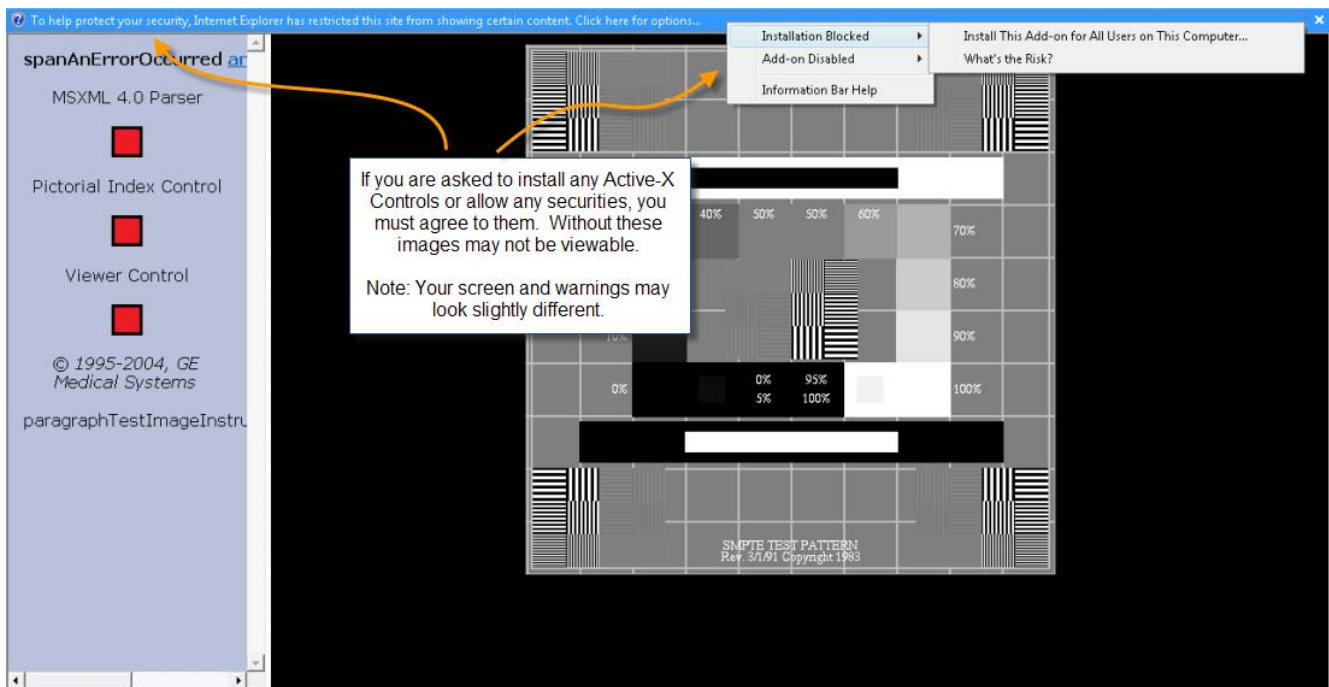 To help protect your security, Internet Explorer has restricted this site from showing certain content. Click here for options...
Installation Blocked
Add-on Disabled
Information Bar Help
Install This Add-on for All Users on This Computer...
What's the Risk?
spanAnErrorOccurred
MSXML 4.0 Parser
Pictorial Index Control
Viewer Control
© 1995-2004, GE
Medical Systems
paragraphTestImageInstru
If you are asked to install any Active-X
Controls or allow any securities, you
must agree to them. Without these
images may not be viewable.
Note: Your screen and warnings may
look slightly different.
40% 50% 50% 60%
70%
80%
10% 90%
0% 0% 95% 100%
5% 100%
SMPTE TEST PATTERN
Rev. 3/1/91 Copyright 1983